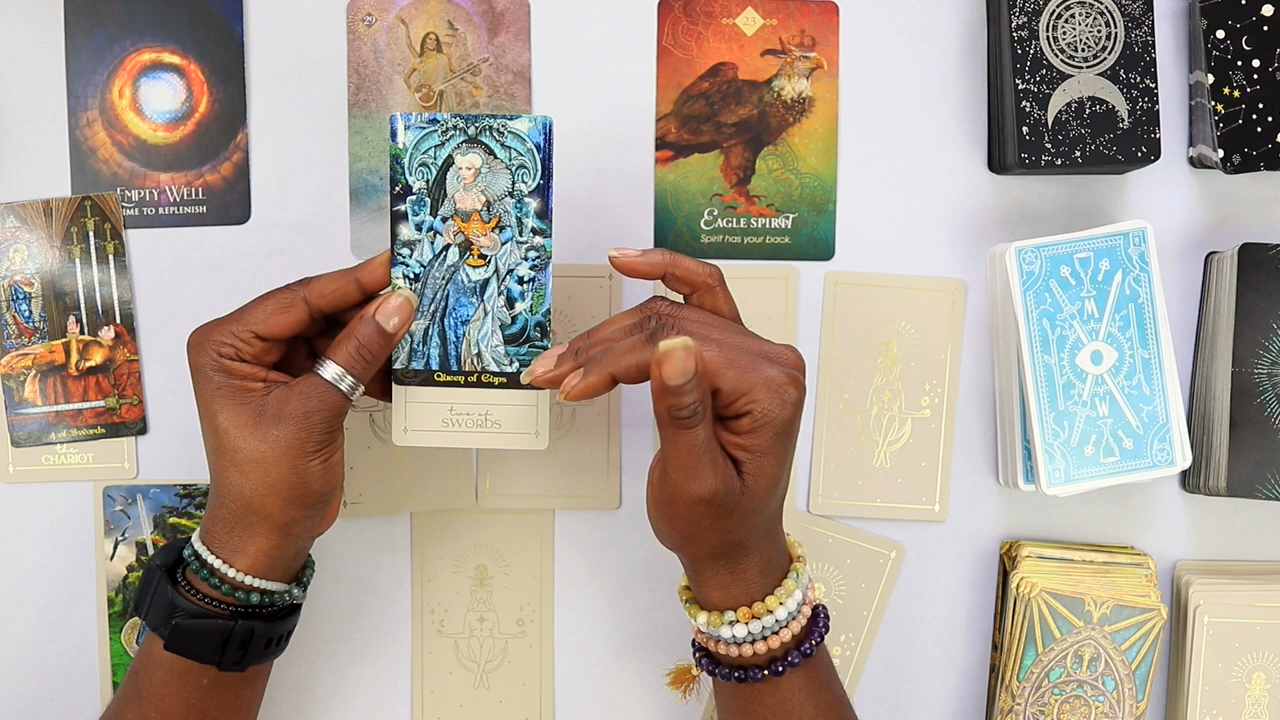 29
23
EMPTY WELL
TIME TO REPLENISH
EAGLE SPIRIT
Spirit has your back.
Queen of Cups
two of
SWORDS
4 of Swords
the
CHARIOT
M
W